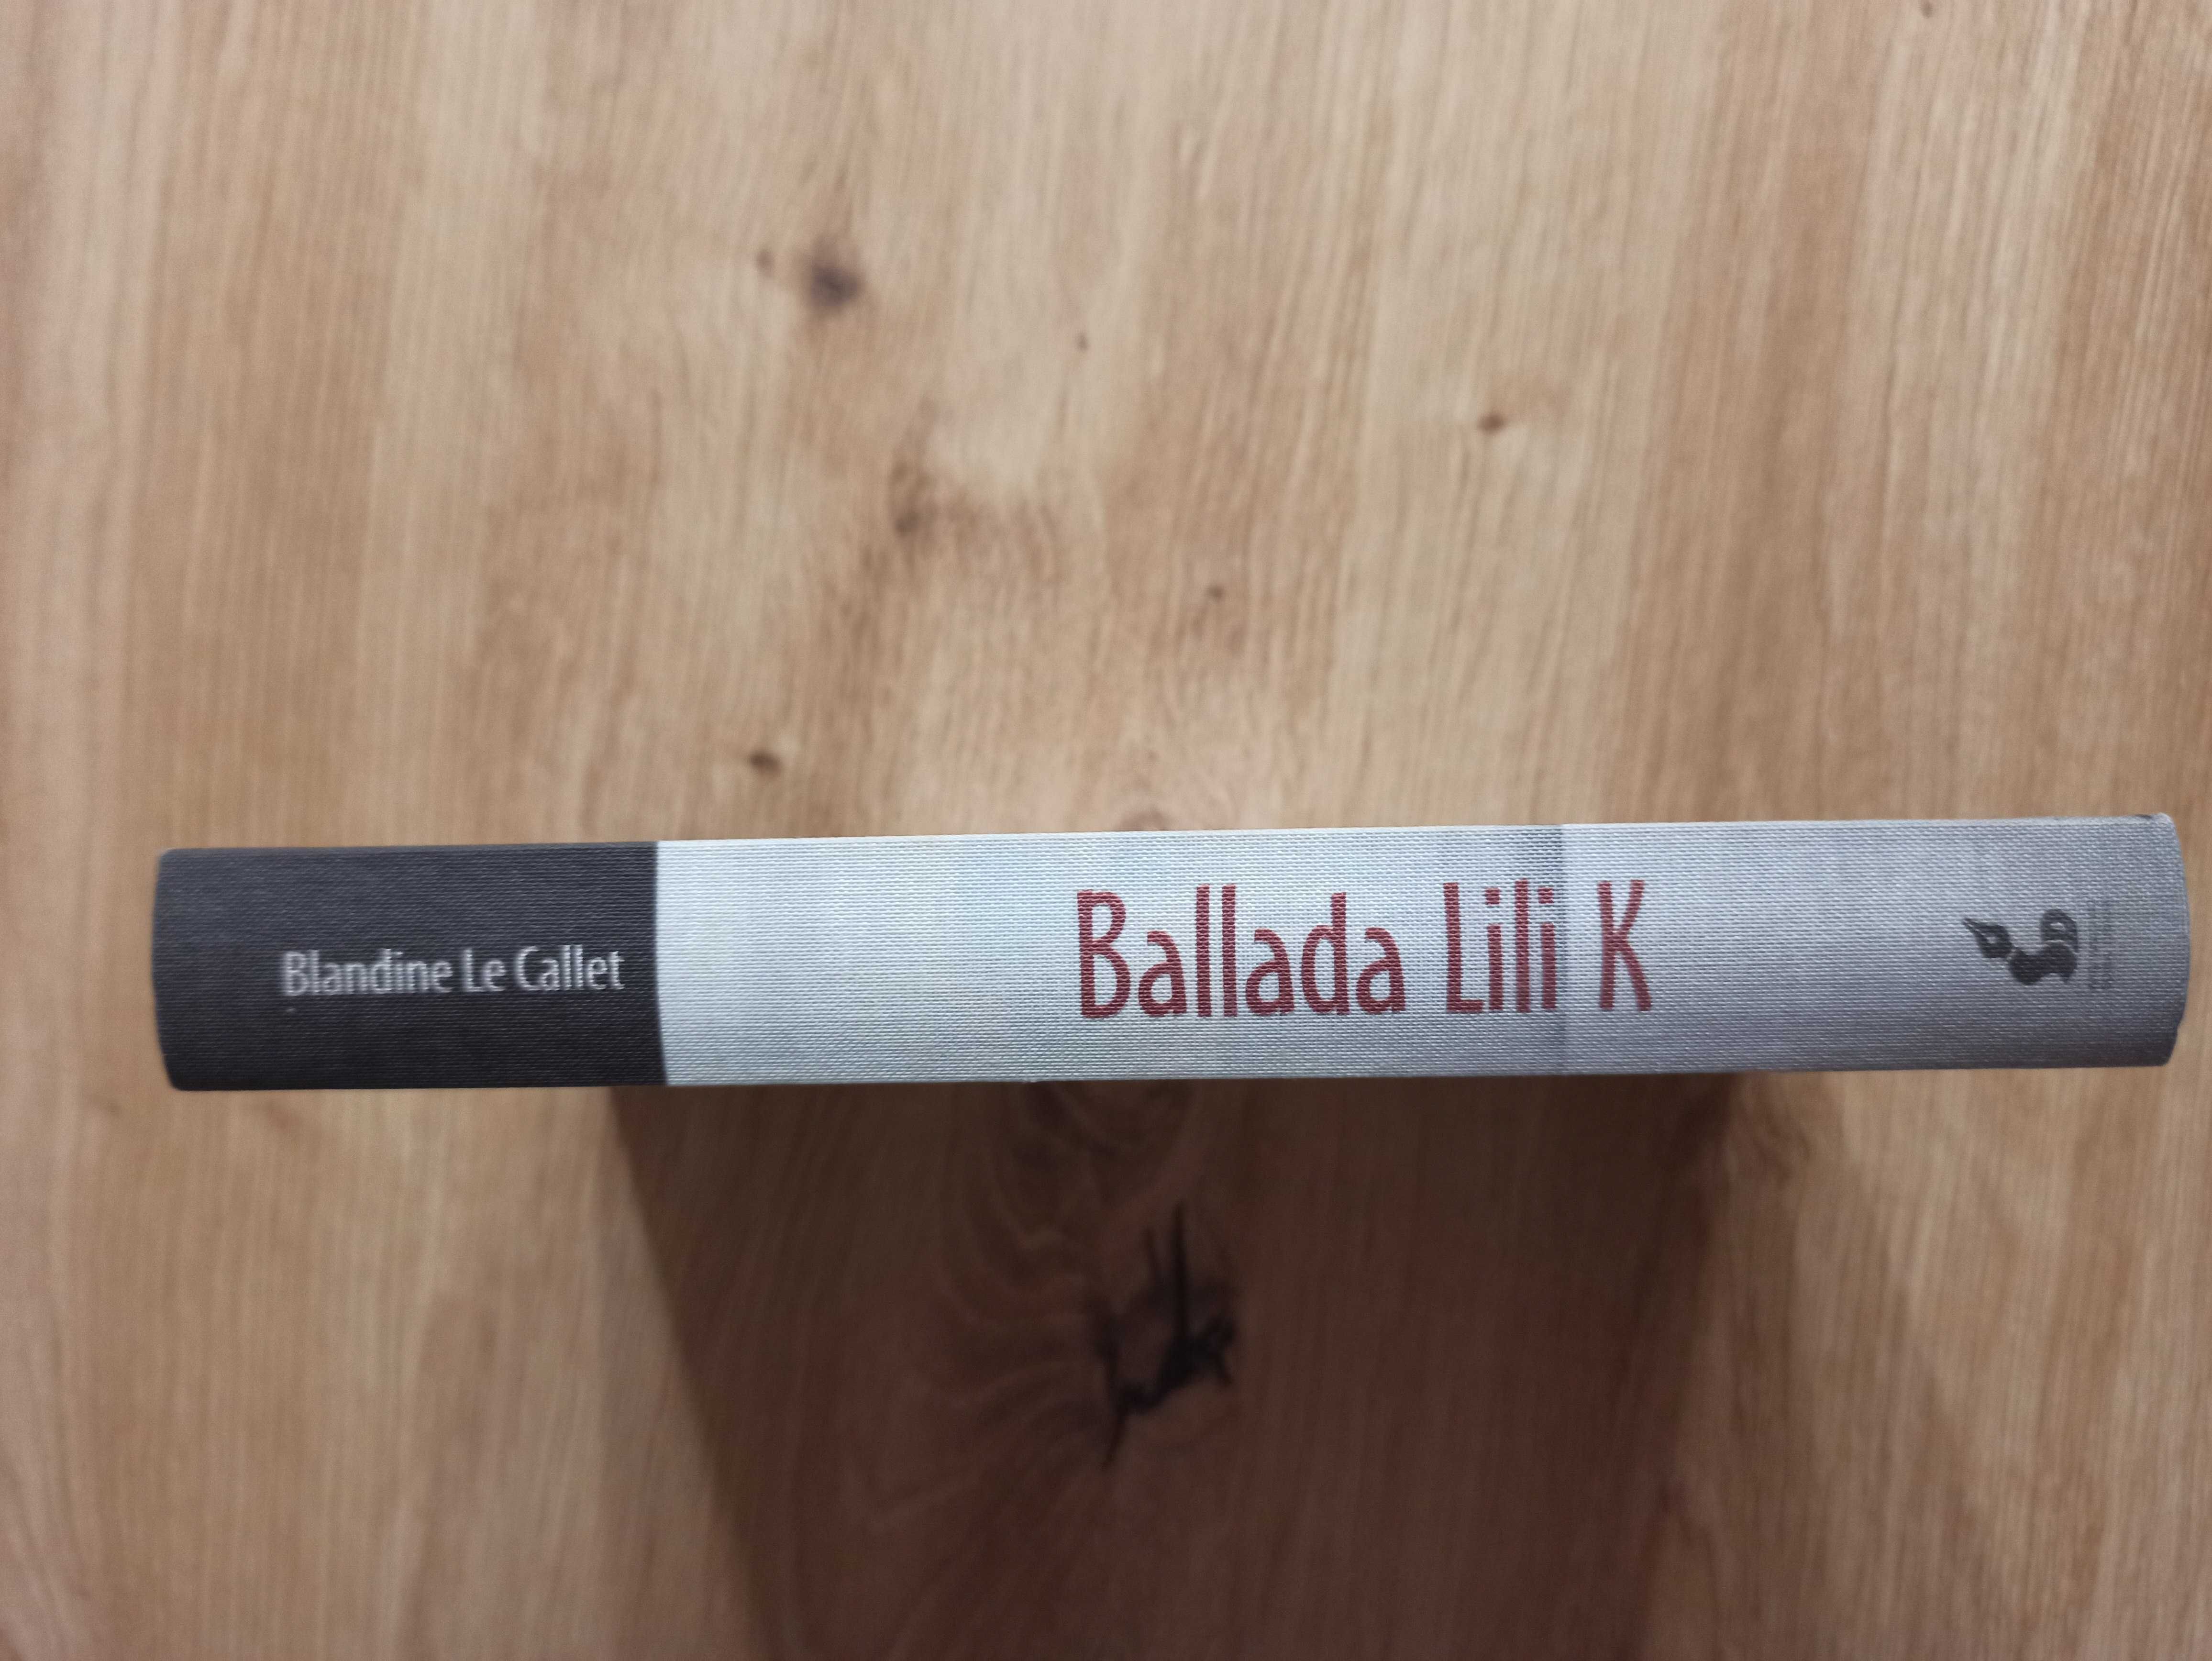 Blandine Le Callet
Ballada Lili K